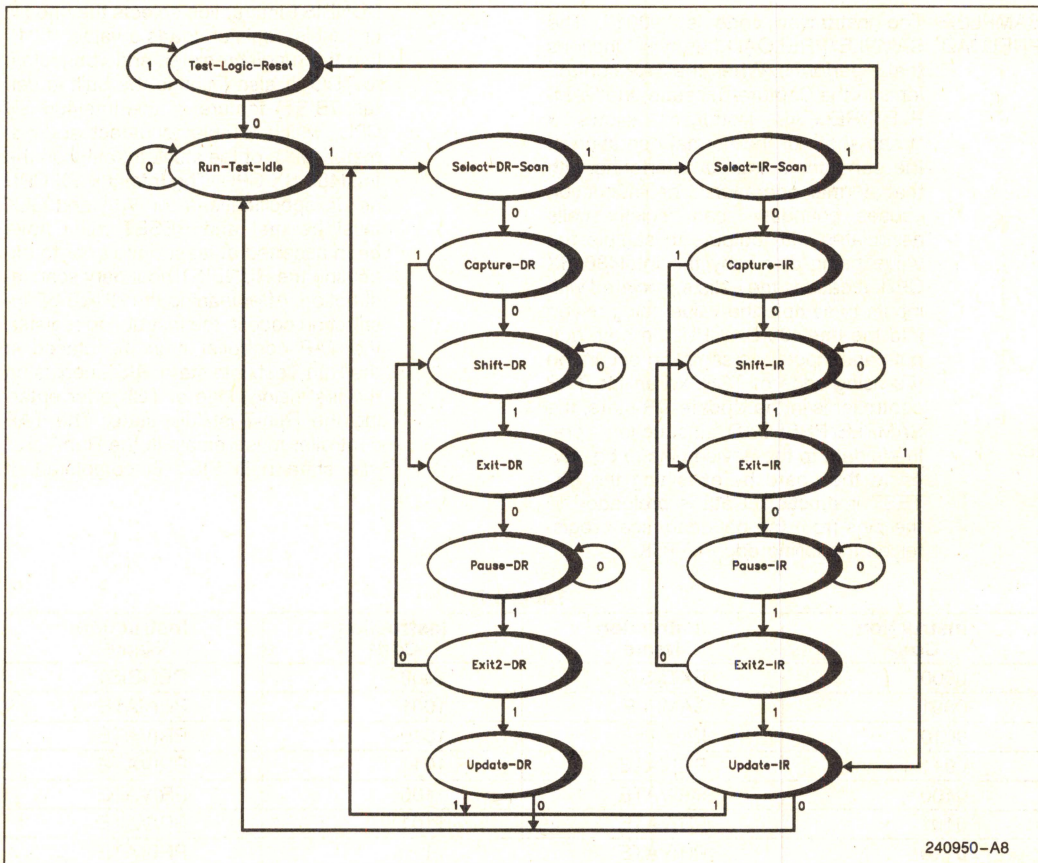 Test-Logic-Reset
1
0
Run-Test-Idle
0
1
Select-DR-Scan
1
Select-IR-Scan
1
0
0
Capture-DR
1
Capture-IR
1
0
0
Shift-DR
0
Shift-IR
0
1
1
Exit-DR
Exit-IR
1
0
0
Pause-DR
0
Pause-IR
0
1
1
Exit2-DR
0
Exit2-IR
0
1
1
Update-DR
Update-IR
1
0
1
0
240950-A8